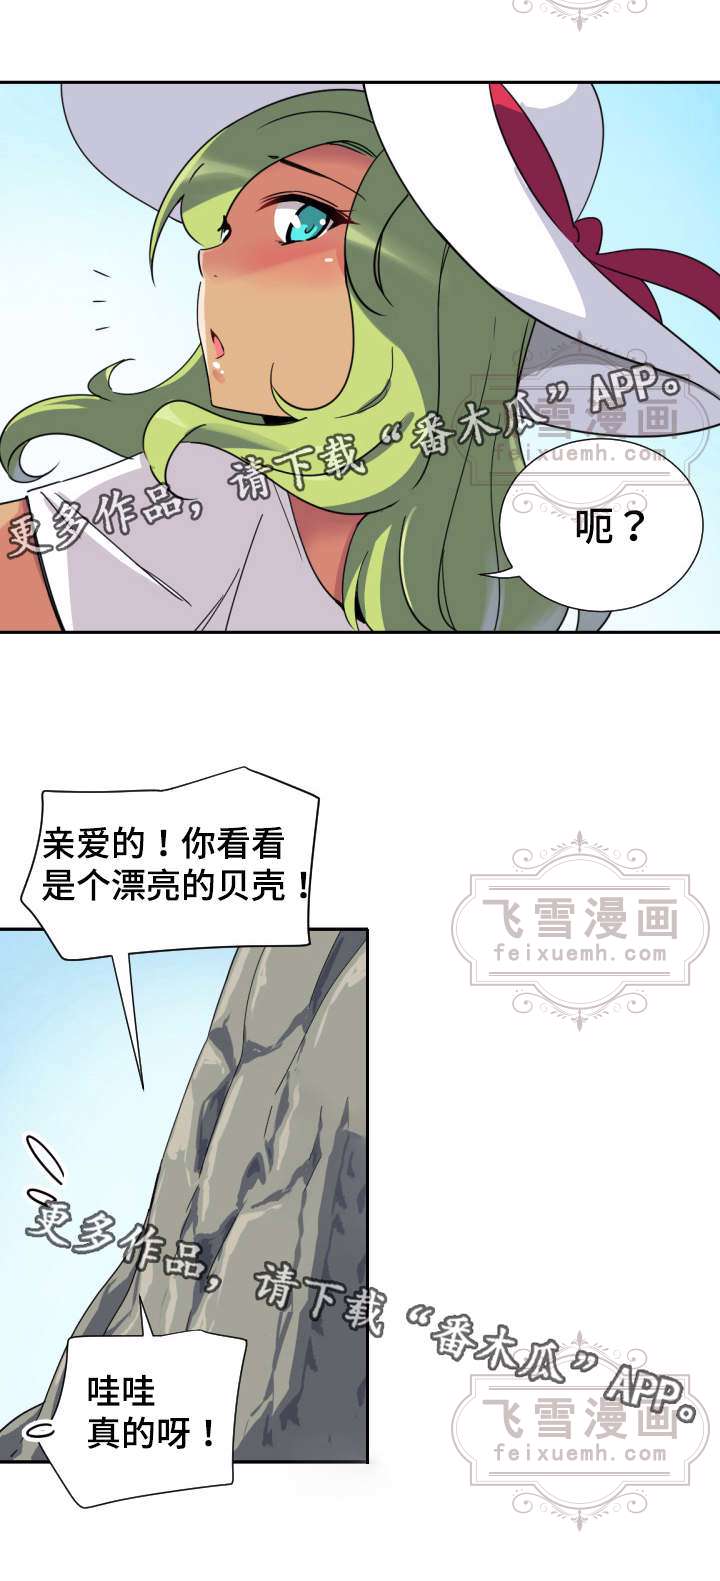 更多作品，请下载“番木瓜”APP。
飞雪漫画
feixuemh.com
呃？
亲爱的！你看看
是个漂亮的贝壳！
飞雪漫画
feixuemh.com
更多作品，请下载“番木瓜”APP。
哇哇
真的呀！
飞雪漫画
feixuemh.com